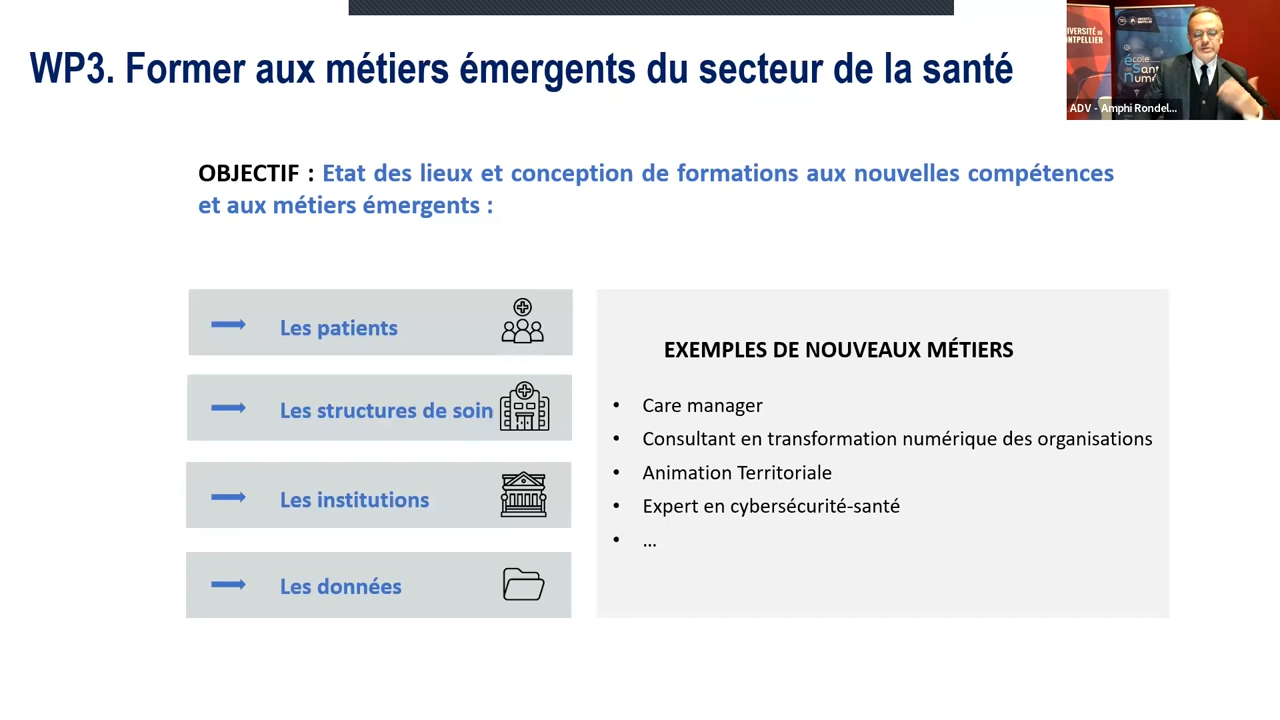 WP3. Former aux métiers émergents du secteur de la santé
OBJECTIF : Etat des lieux et conception de formations aux nouvelles compétences
et aux métiers émergents :
Les patients
Les structures de soin
Les institutions
Les données
EXEMPLES DE NOUVEAUX MÉTIERS
• Care manager
• Consultant en transformation numérique des organisations
• Animation Territoriale
• Expert en cybersécurité-santé
• ...
ADV - Amphi Rondel...